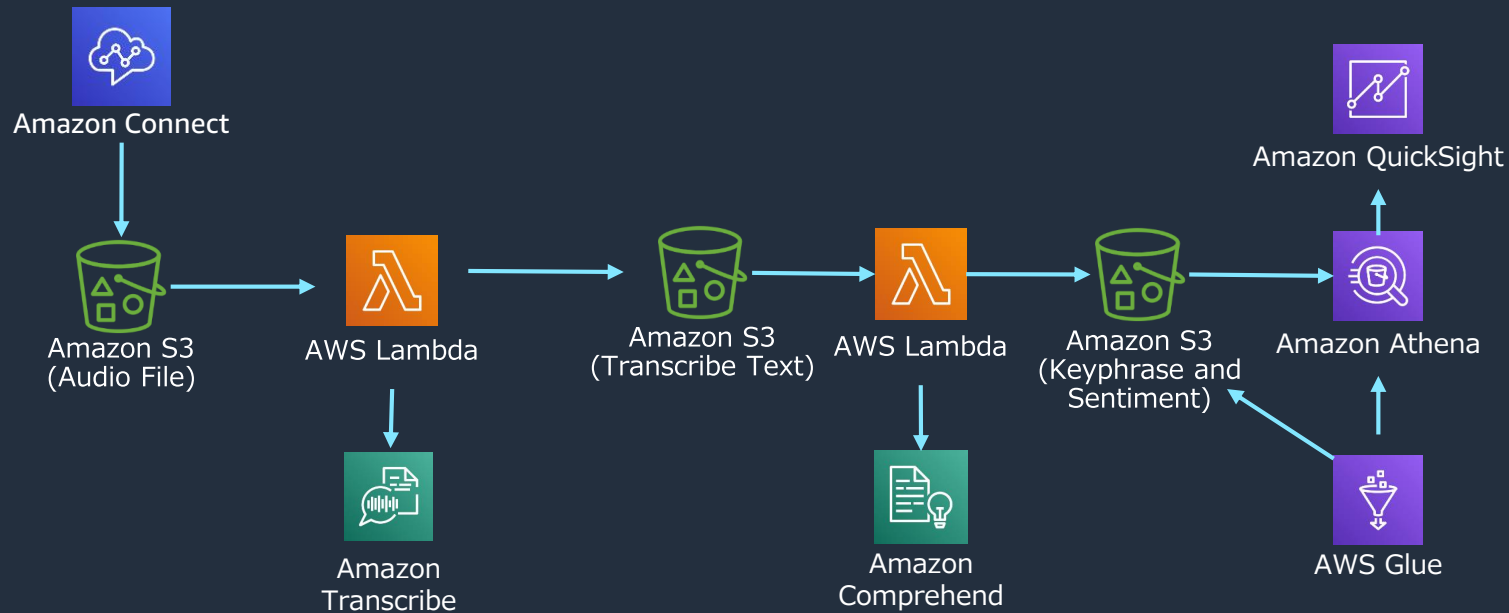 Amazon Connect
Amazon QuickSight
Amazon S3
(Audio File)
AWS Lambda
Amazon S3
(Transcribe Text)
AWS Lambda
Amazon S3
(Keyphrase and
Sentiment)
Amazon Athena
Amazon
Transcribe
Amazon
Comprehend
AWS Glue